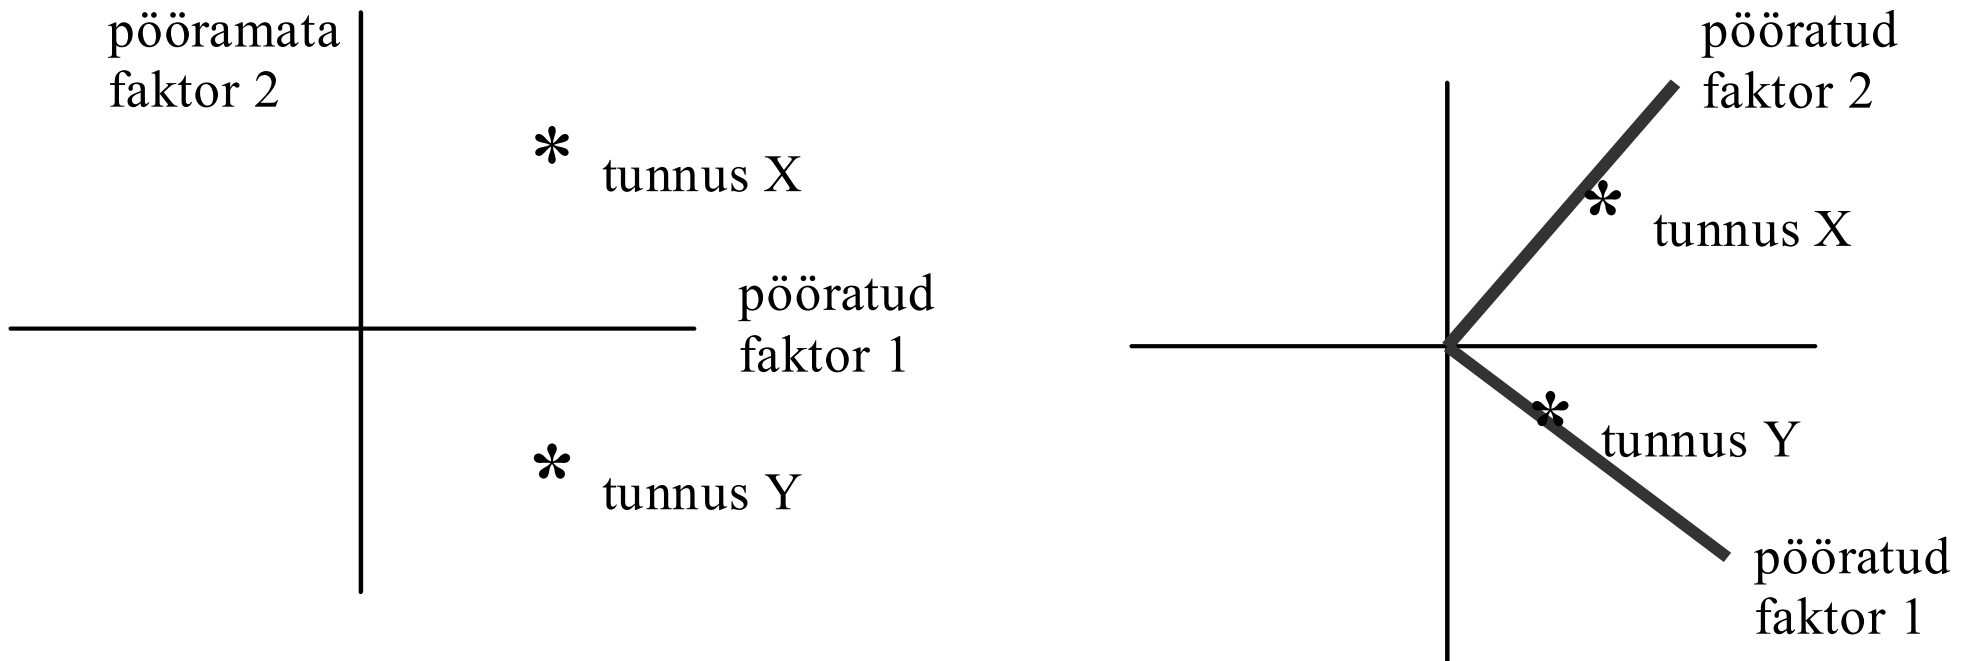 pööramata
faktor 2
tunnus X
pööratud
faktor 1
tunnus Y
pööratud
faktor 2
tunnus X
tunnus Y
pööratud
faktor 1